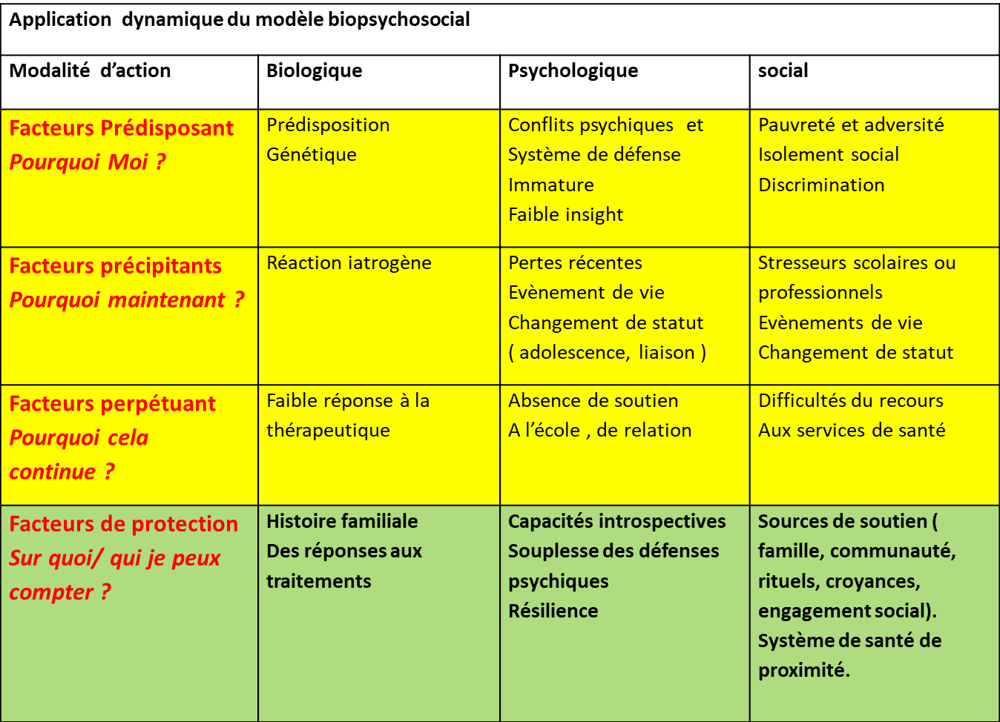 Application dynamique du modèle biopsychosocial
Modalité d’action
Biologique
Psychologique
social
Facteurs Prédisposant
Pourquoi Moi ?
Prédisposition
Génétique
Conflits psychiques et
Système de défense
Immature
Faible insight
Pauvreté et adversité
Isolement social
Discrimination
Facteurs précipitants
Pourquoi maintenant ?
Réaction iatrogène
Pertes récentes
Evènement de vie
Changement de statut
( adolescence, liaison )
Stresseurs scolaires ou
professionnels
Evènements de vie
Changement de statut
Facteurs perpétuant
Pourquoi cela
continue ?
Faible réponse à la
thérapeutique
Absence de soutien
A l’école , de relation
Difficultés du recours
Aux services de santé
Facteurs de protection
Sur quoi/ qui je peux
compter ?
Histoire familiale
Des réponses aux
traitements
Capacités introspectives
Souplesse des défenses
psychiques
Résilience
Sources de soutien (
famille, communauté,
rituels, croyances,
engagement social).
Système de santé de
proximité.